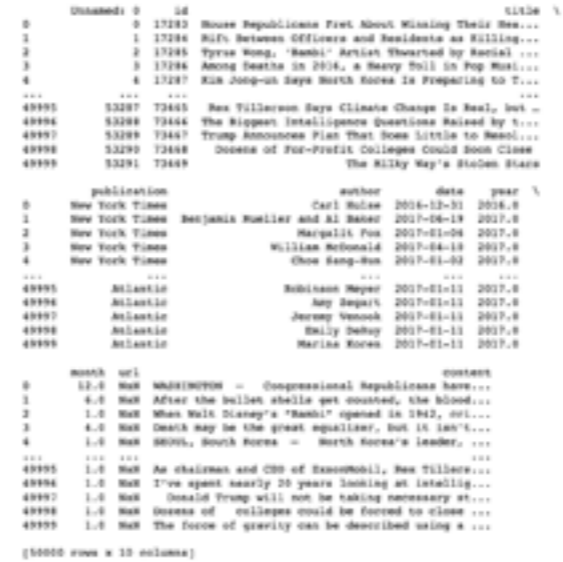 Unnamed: 0 id title \
0 0 17283 House Republicans Fret About Winning Their Hea...
1 1 17284 Rift Between Officers and Residents as Killing...
2 2 17285 Tyrus Wong, 'Bambi' Artist Thwarted by Racial ...
3 3 17286 Among Deaths in 2016, a Heavy Toll in Pop Musi...
4 4 17287 Kim Jong-un Says North Korea Is Preparing to T...
... ... ... ...
49995 53287 73465 Rex Tillerson Says Climate Change Is Real, but …
49996 53288 73466 The Biggest Intelligence Questions Raised by t...
49997 53289 73467 Trump Announces Plan That Does Little to Resol...
49998 53290 73468 Dozens of For-Profit Colleges Could Soon Close
49999 53291 73469 The Milky Way's Stolen Stars
publication author date year \
0 New York Times Carl Hulse 2016-12-31 2016.0
1 New York Times Benjamin Mueller and Al Baker 2017-06-19 2017.0
2 New York Times Margalit Fox 2017-01-06 2017.0
3 New York Times William McDonald 2017-04-10 2017.0
4 New York Times Choe Sang-Hun 2017-01-02 2017.0
... ... ... ... ...
49995 Atlantic Robinson Meyer 2017-01-11 2017.0
49996 Atlantic Amy Zegart 2017-01-11 2017.0
49997 Atlantic Jeremy Venook 2017-01-11 2017.0
49998 Atlantic Emily DeRuy 2017-01-11 2017.0
49999 Atlantic Marina Koren 2017-01-11 2017.0
month url content
0 12.0 NaN WASHINGTON — Congressional Republicans have...
1 6.0 NaN After the bullet shells get counted, the blood...
2 1.0 NaN When Walt Disney's "Bambi" opened in 1942, cri...
3 4.0 NaN Death may be the great equalizer, but it isn't...
4 1.0 NaN SEOUL, South Korea — North Korea's leader, ...
... ... ... ...
49995 1.0 NaN As chairman and CEO of ExxonMobil, Rex Tillers...
49996 1.0 NaN I've spent nearly 20 years looking at intellig...
49997 1.0 NaN Donald Trump will not be taking necessary st...
49998 1.0 NaN Dozens of colleges could be forced to close ...
49999 1.0 NaN The force of gravity can be described using a ...
[50000 rows x 10 columns]